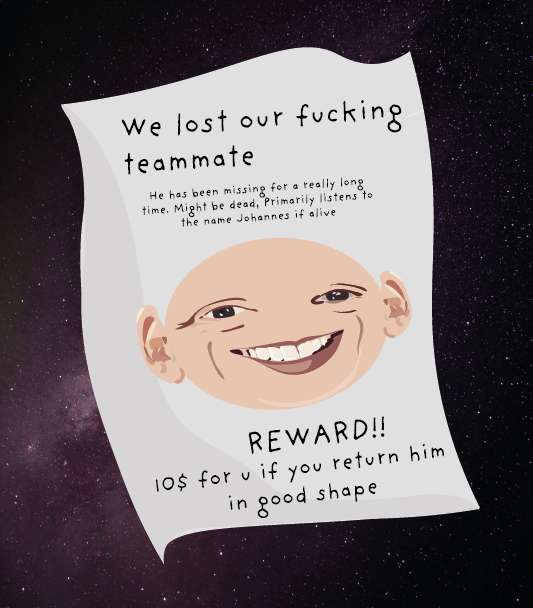 We lost our fucking
teammate
He has been missing for a really long
time. Might be dead, Primarily listens to
the name Johannes if alive
REWARD!!
10$ for u if you return him
in good shape